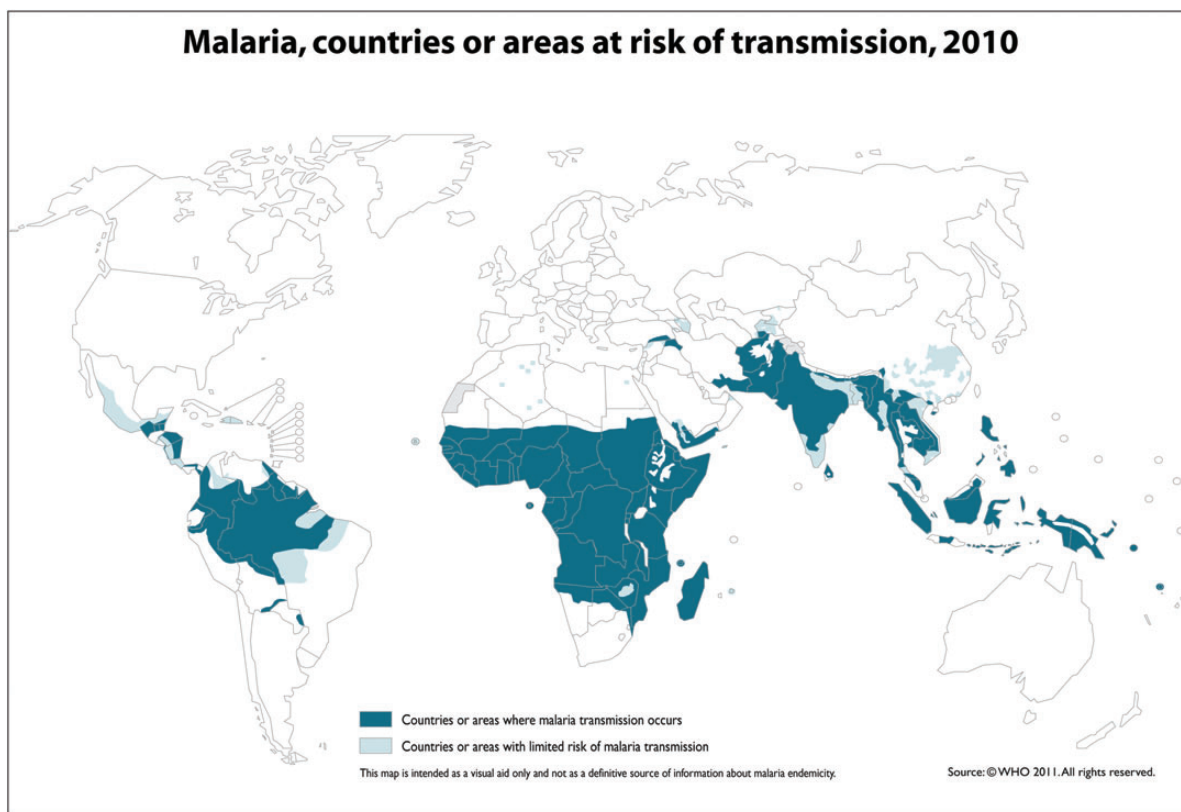 Malaria, countries or areas at risk of transmission, 2010
Countries or areas where malaria transmission occurs
Countries or areas with limited risk of malaria transmission
This map is intended as a visual aid only and not as a definitive source of information about malaria endemicity.
Source: © WHO 2011. All rights reserved.